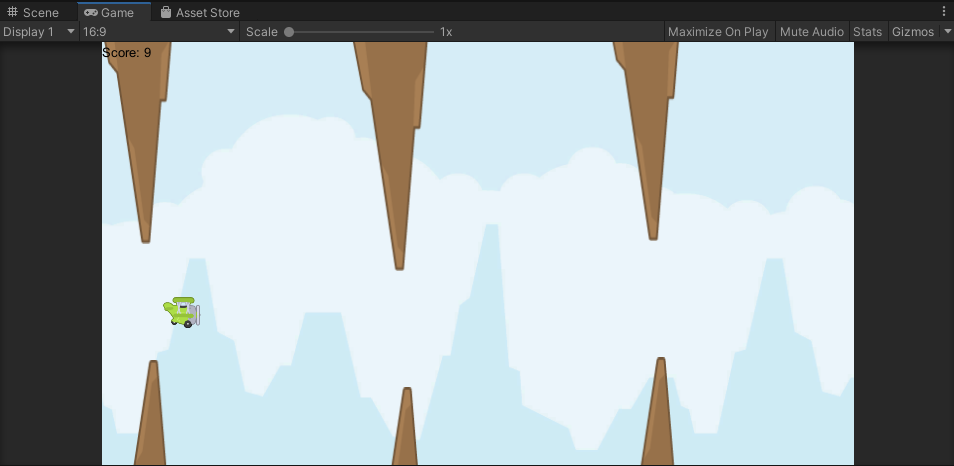 Scene Game Asset Store
Display 1 16:9 Scale 1x Maximize On Play Mute Audio Stats Gizmos
Score: 9